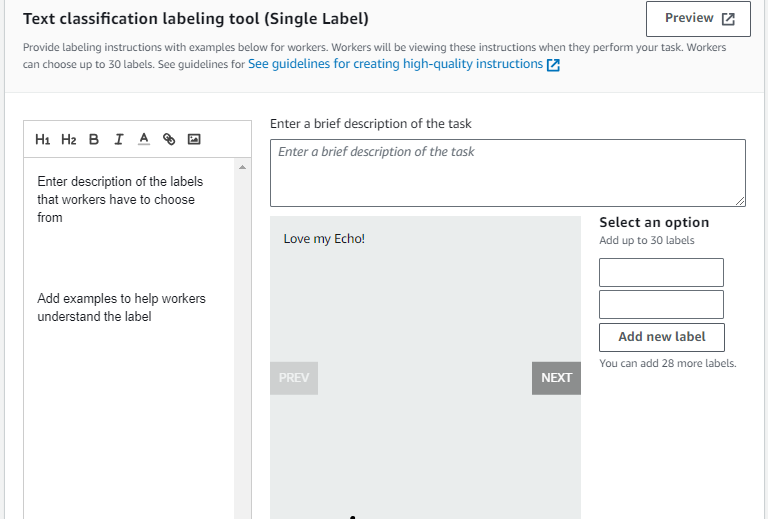 Text classification labeling tool (Single Label)
Preview
Provide labeling instructions with examples below for workers. Workers will be viewing these instructions when they perform your task. Workers
can choose up to 30 labels. See guidelines for See guidelines for creating high-quality instructions
H1 H2 B I A
Enter description of the labels
that workers have to choose
from
Add examples to help workers
understand the label
Enter a brief description of the task
Enter a brief description of the task
Love my Echo!
PREV
NEXT
Select an option
Add up to 30 labels
Add new label
You can add 28 more labels.